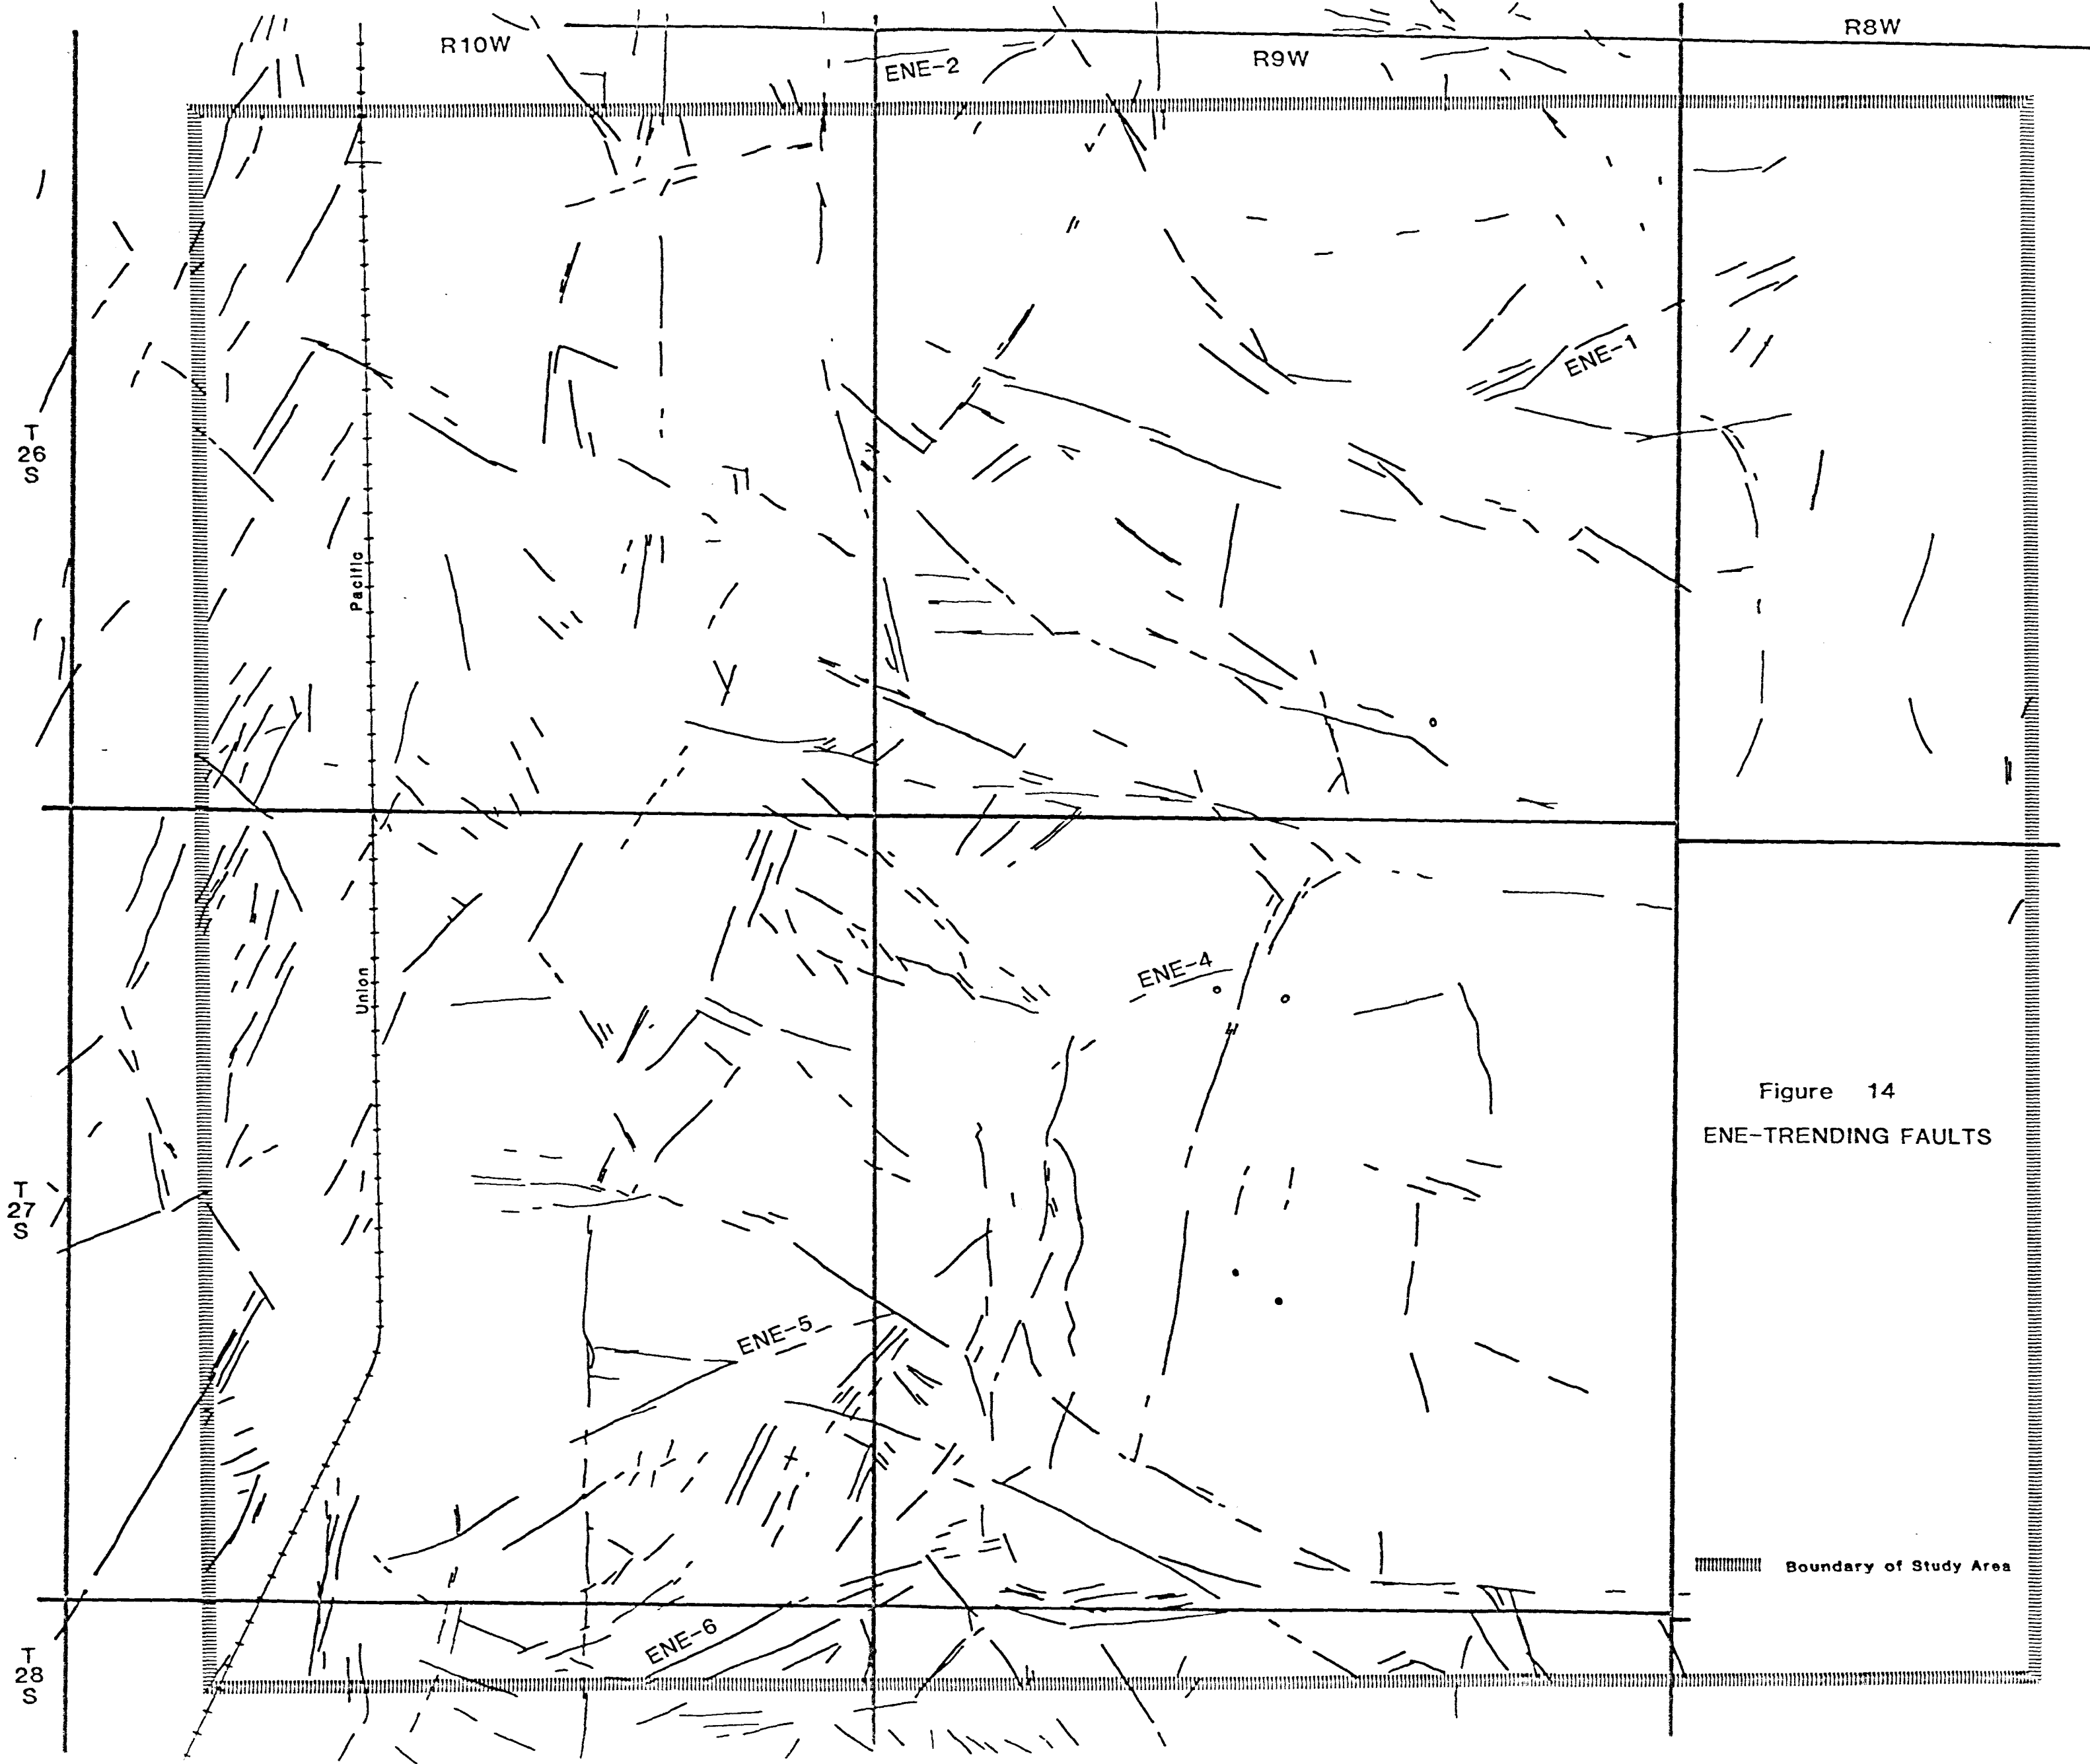 R10W
R9W
R8W
ENE-2
ENE-1
T
26
S
Pacific
Union
ENE-4
Figure 14
ENE-TRENDING FAULTS
T
27
S
ENE-5
Boundary of Study Area
ENE-6
T
28
S